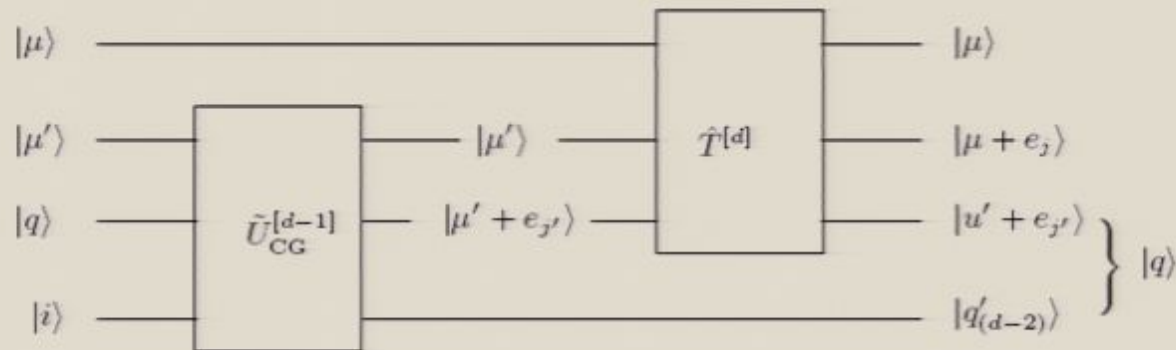 |μ⟩ |μ⟩
|μ′⟩ |μ′⟩ T̂^[d] |μ + e_j⟩
|q⟩ Ũ_CG^[d−1] |μ′ + e_j′⟩ |u′ + e_j′⟩ } |q⟩
|i⟩ |q′_(d−2)⟩